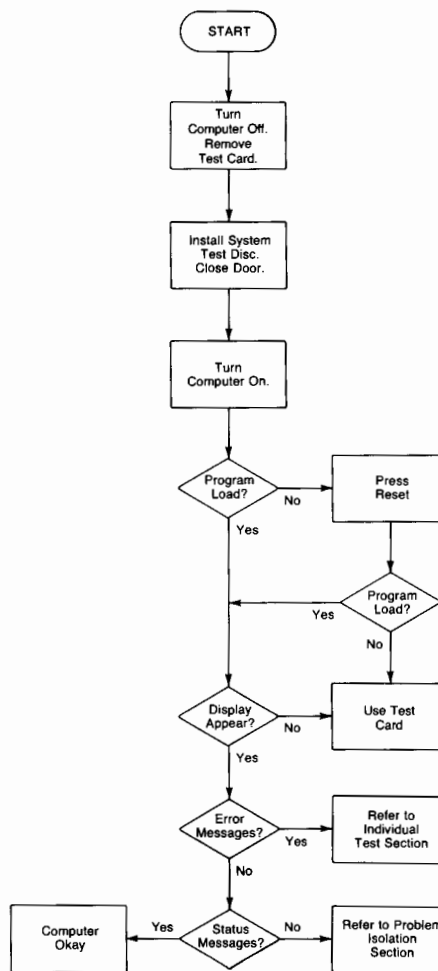 START
Turn
Computer Off.
Remove
Test Card.
Install System
Test Disc.
Close Door.
Turn
Computer On.
Program
Load?
No
Press
Reset
Yes
Program
Load?
Yes
No
Display
Appear?
No
Use Test
Card
Yes
Error
Messages?
Yes
Refer to
Individual
Test Section
No
Computer
Okay
Yes
Status
Messages?
No
Refer to Problem
Isolation
Section